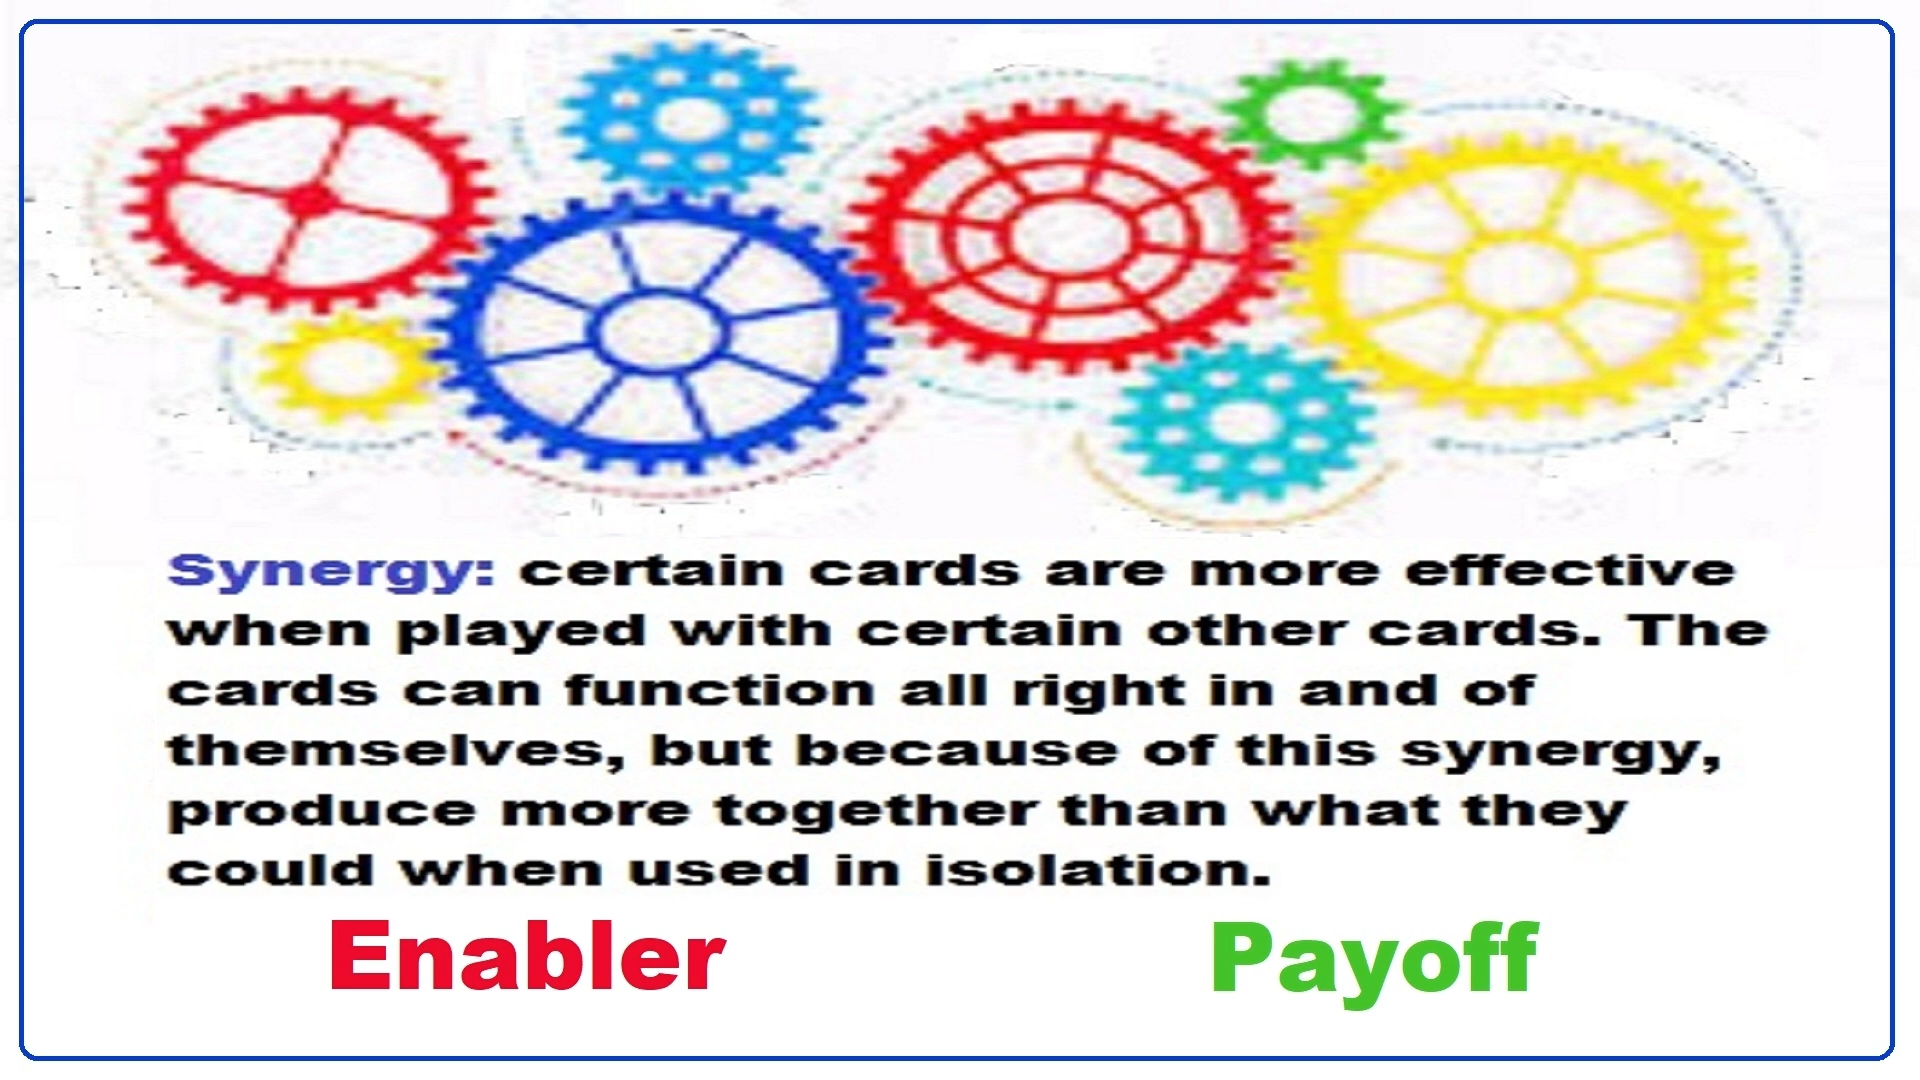 Synergy: certain cards are more effective
when played with certain other cards. The
cards can function all right in and of
themselves, but because of this synergy,
produce more together than what they
could when used in isolation.
Enabler Payoff